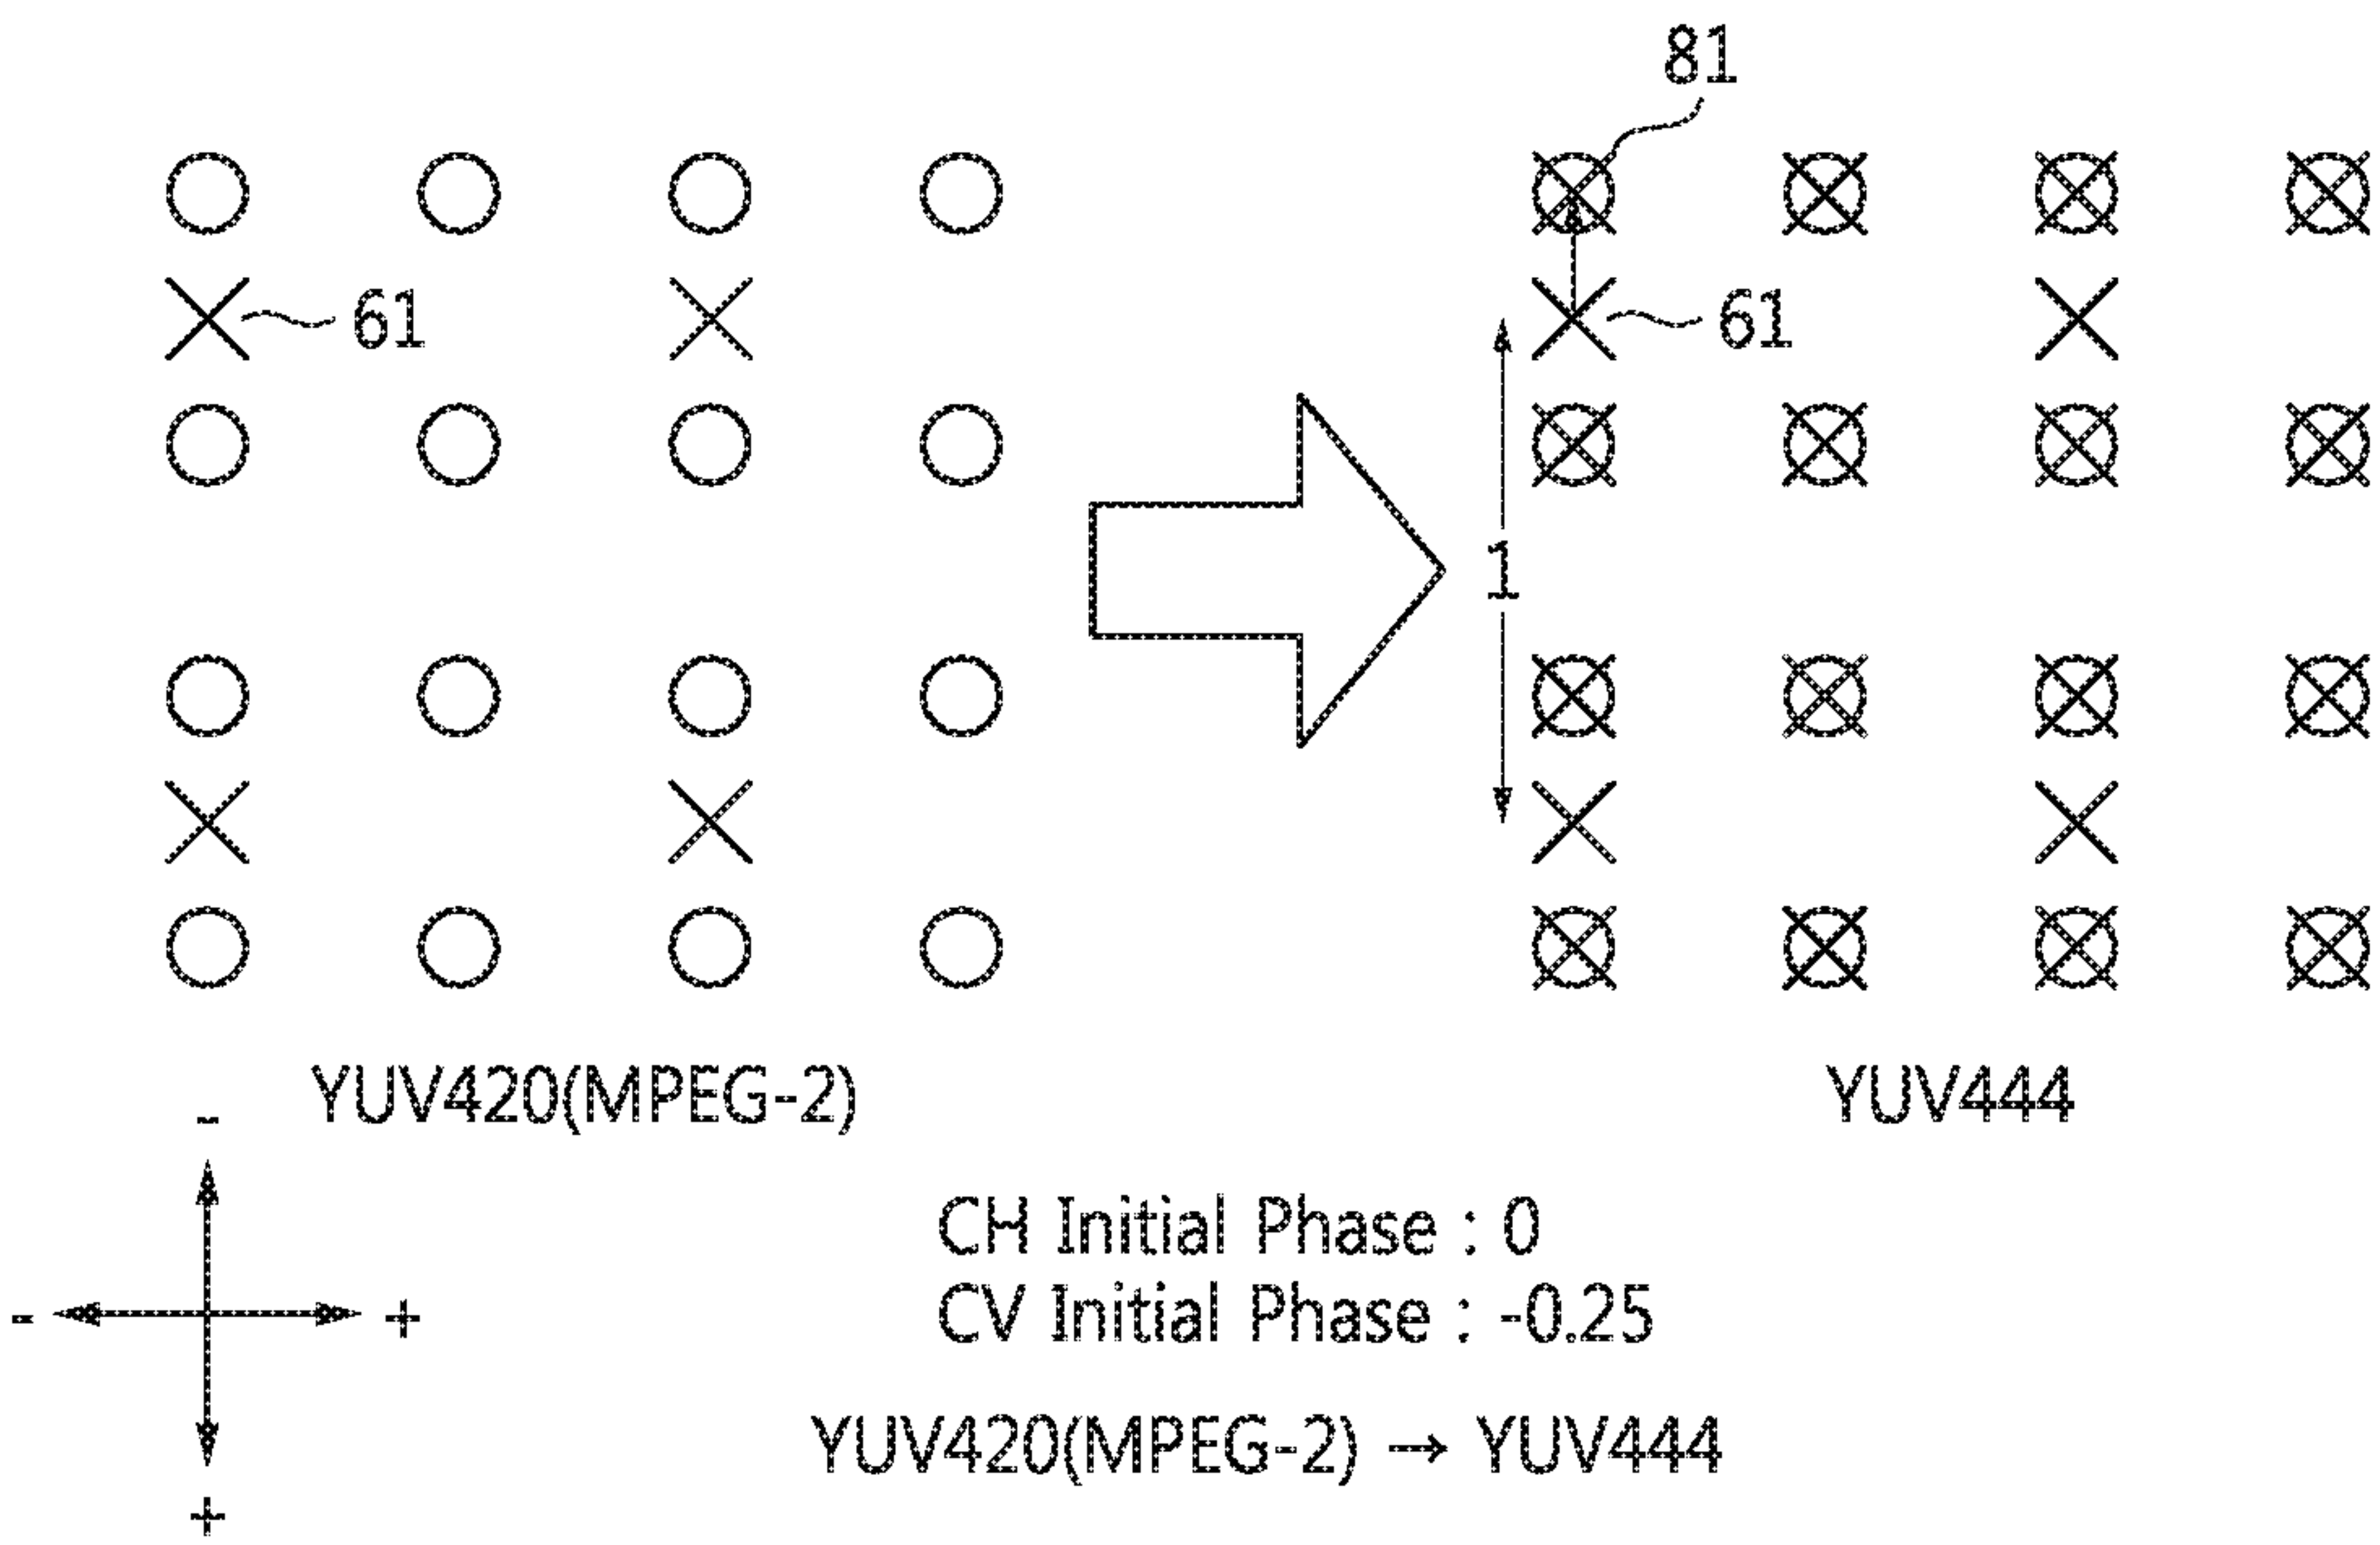 81
61
61
1
YUV420(MPEG-2)
YUV444
-
- +
+
CH Initial Phase : 0
CV Initial Phase : -0.25
YUV420(MPEG-2) → YUV444